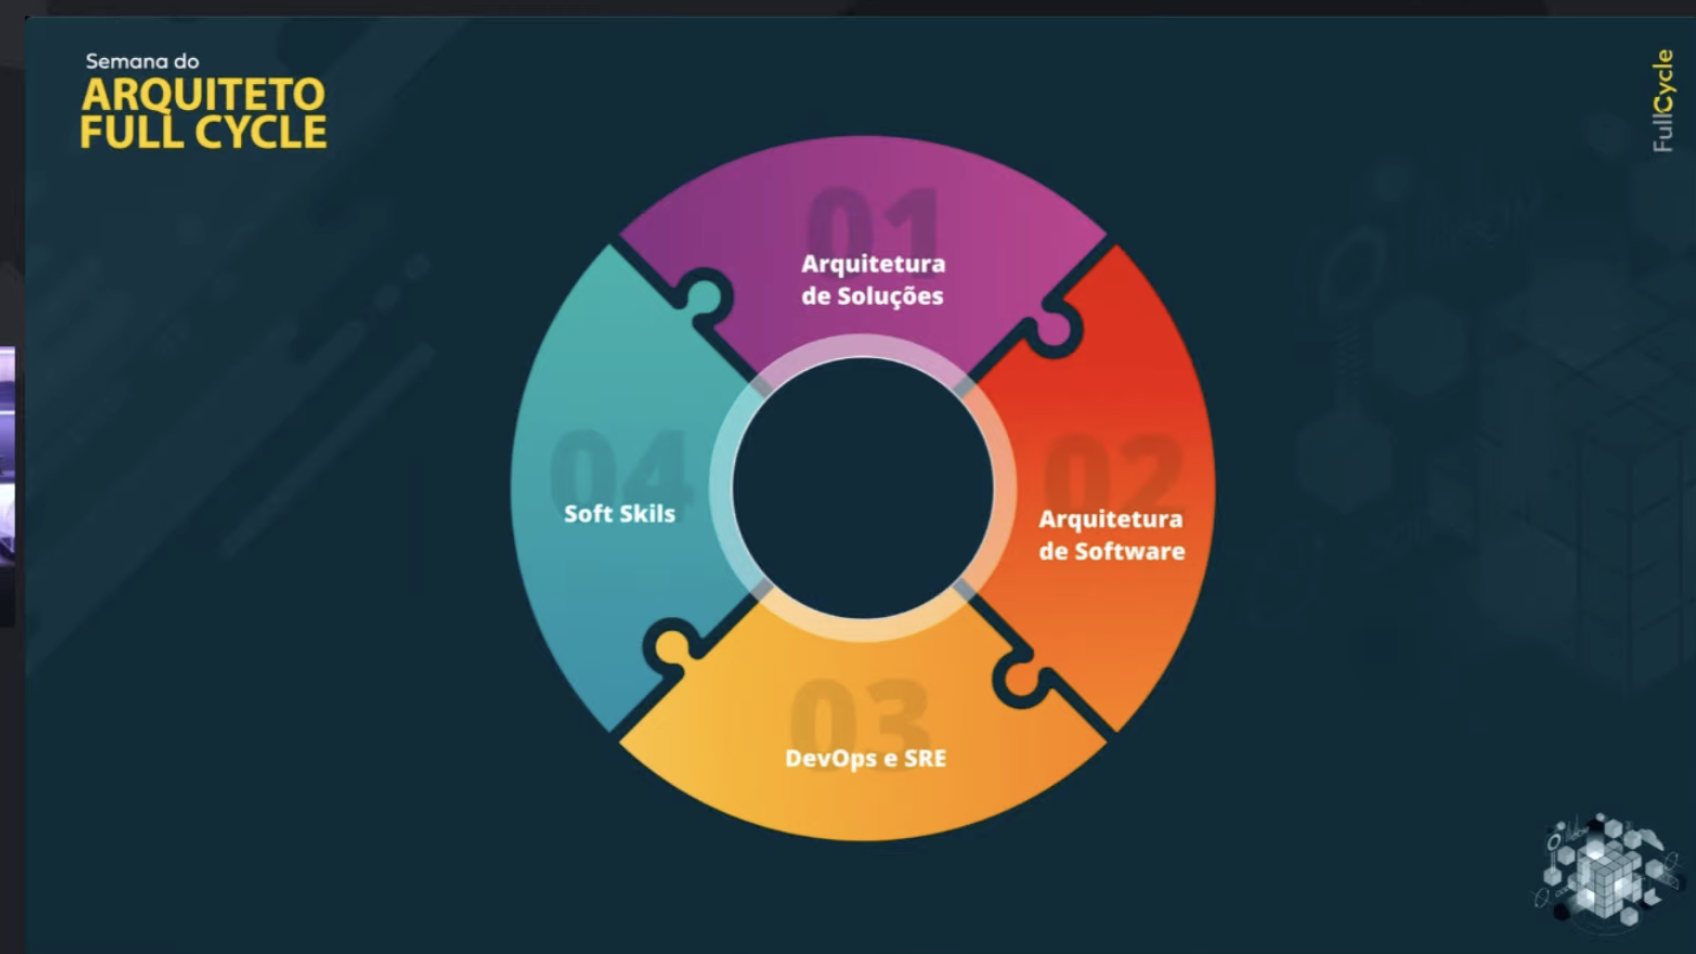 Semana do
ARQUITETO
FULL CYCLE
FullCycle
01
Arquitetura
de Soluções
02
Arquitetura
de Software
03
DevOps e SRE
04
Soft Skils